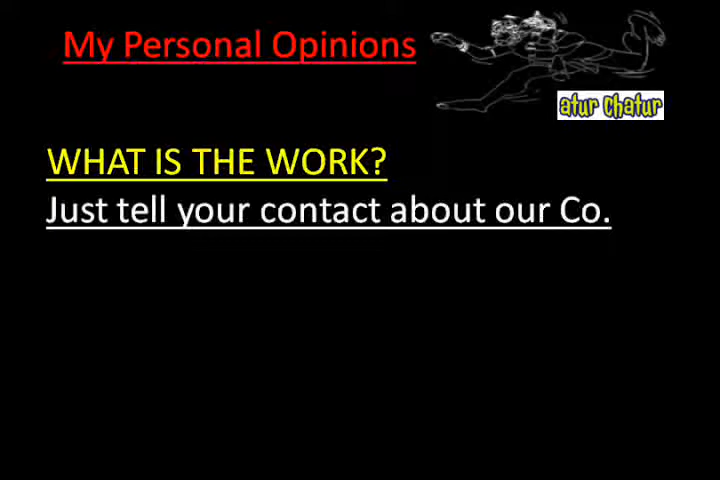 My Personal Opinions
atur chatur
WHAT IS THE WORK?
Just tell your contact about our Co.